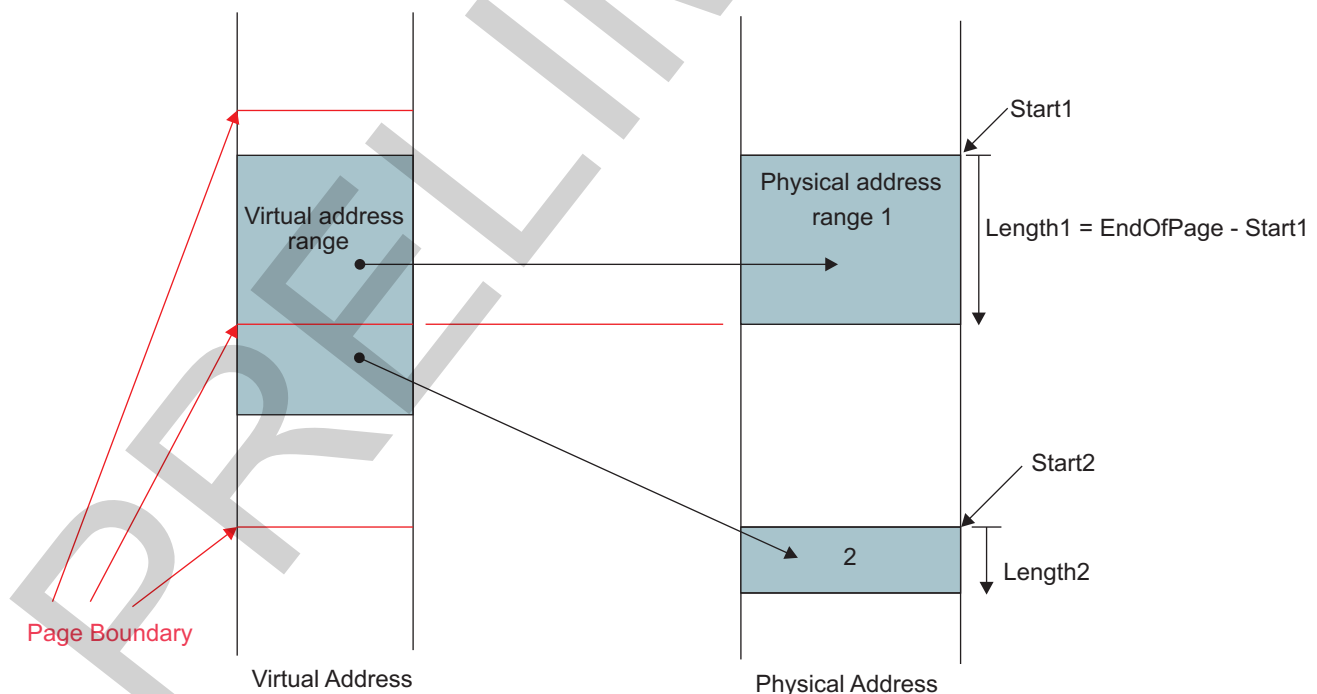 Start1
Virtual address
range
Physical address
range 1
Length1 = EndOfPage - Start1
Start2
2
Length2
Page Boundary
Virtual Address
Physical Address
PRELI